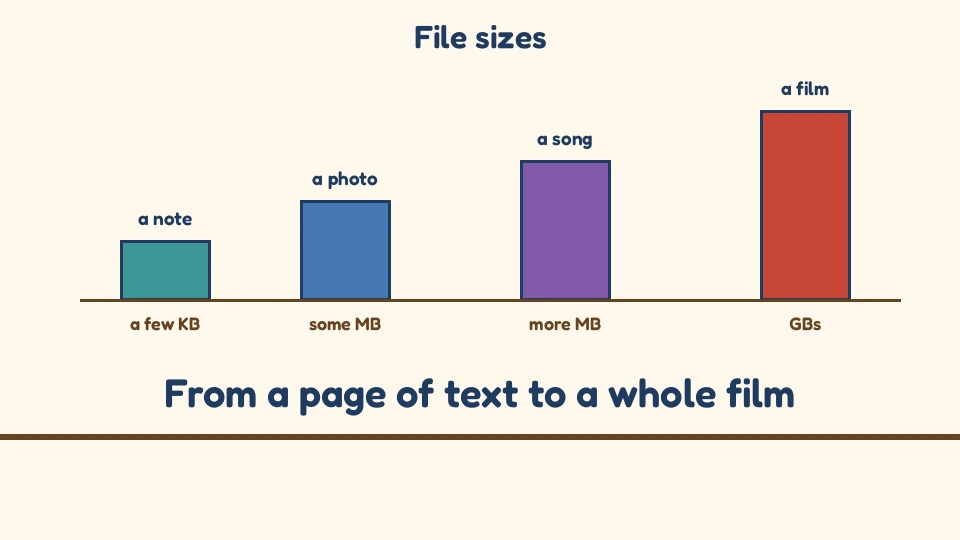 File sizes
a film
a song
a photo
a note
a few KB
some MB
more MB
GBs
From a page of text to a whole film